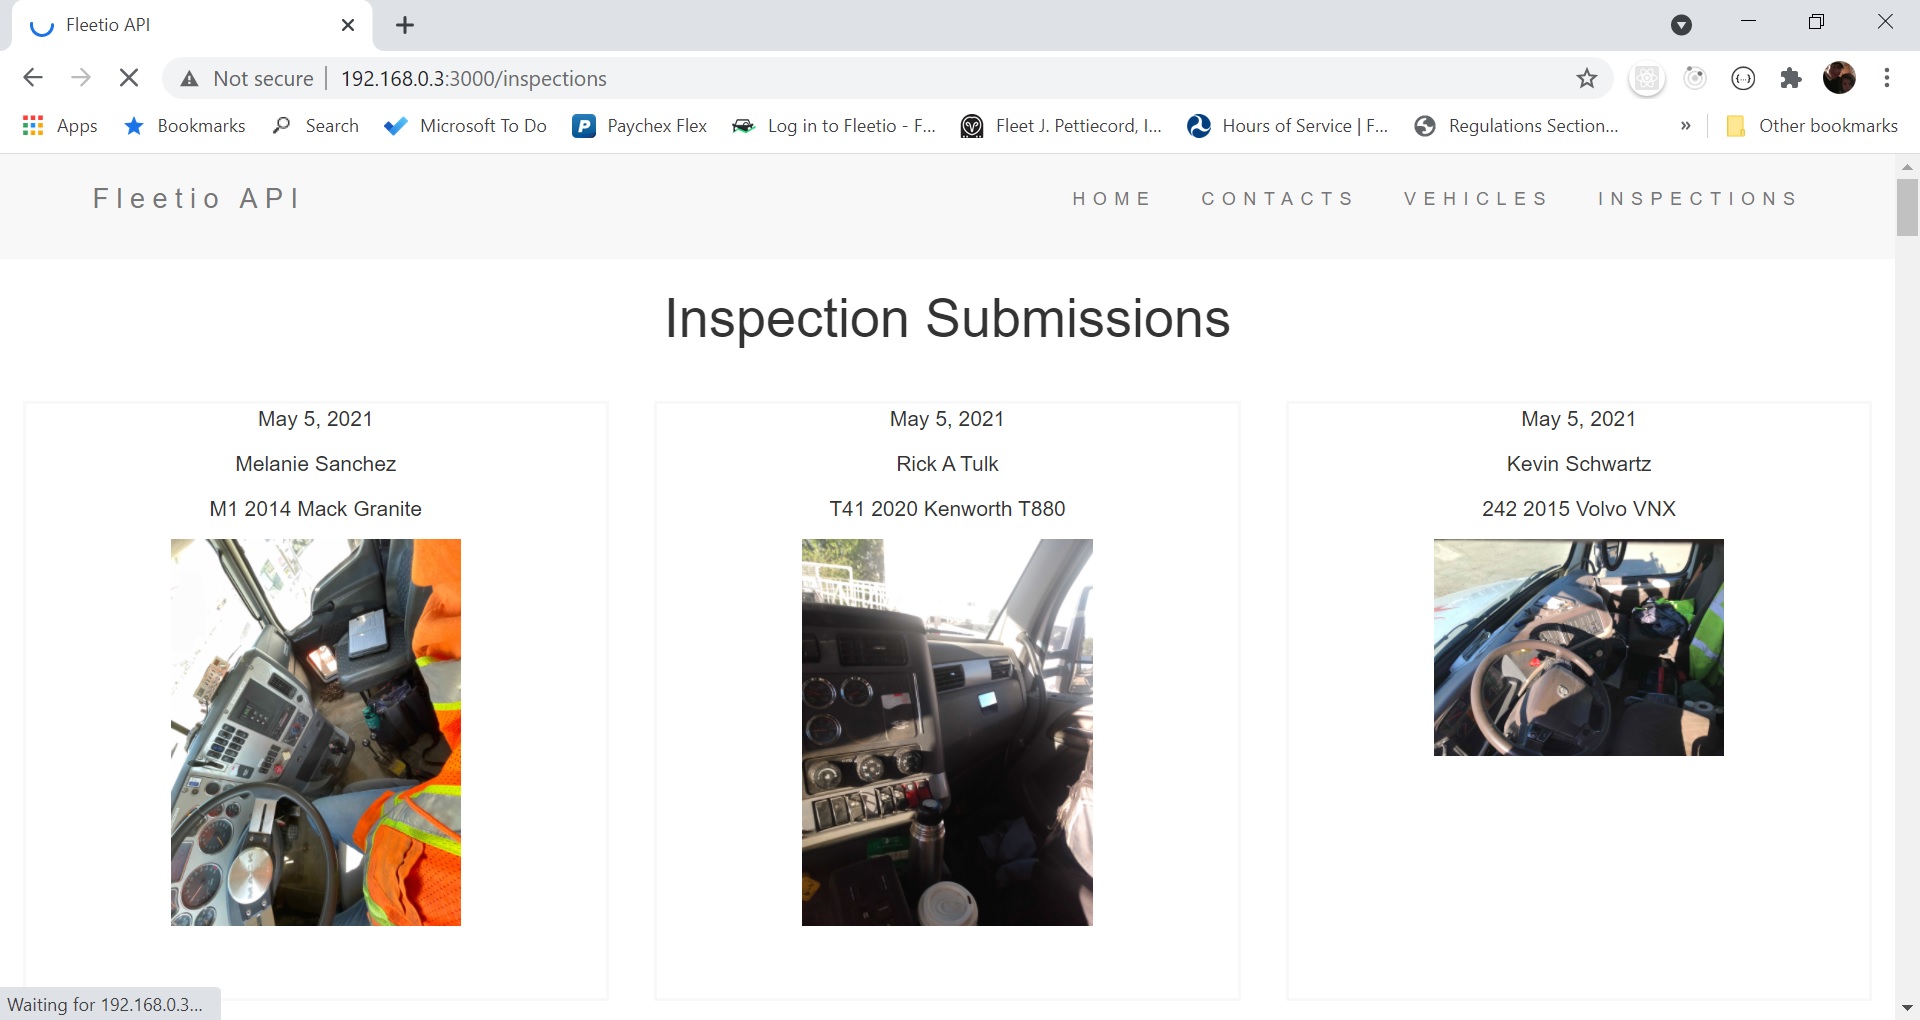 Fleetio API
Not secure
192.168.0.3:3000/inspections
Apps
Bookmarks
Search
Microsoft To Do
Paychex Flex
Log in to Fleetio - F...
Fleet J. Pettiecord, I...
Hours of Service | F...
Regulations Section...
»
Other bookmarks
Fleetio API
HOME
CONTACTS
VEHICLES
INSPECTIONS
Inspection Submissions
May 5, 2021
Melanie Sanchez
M1 2014 Mack Granite
MACK
May 5, 2021
Rick A Tulk
T41 2020 Kenworth T880
May 5, 2021
Kevin Schwartz
242 2015 Volvo VNX
Waiting for 192.168.0.3...